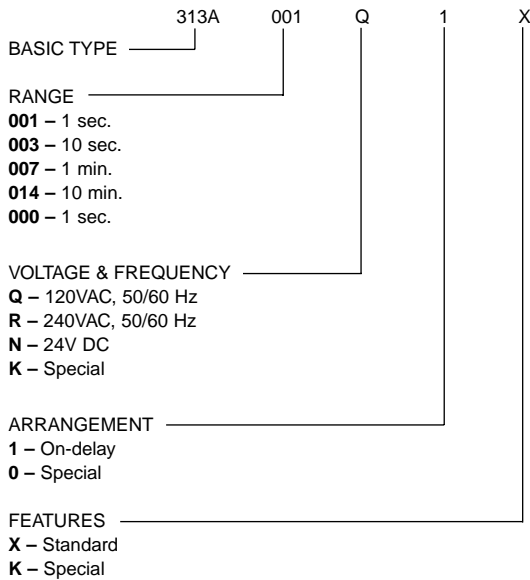 313A 001 Q 1 X
BASIC TYPE
RANGE
001 – 1 sec.
003 – 10 sec.
007 – 1 min.
014 – 10 min.
000 – 1 sec.
VOLTAGE & FREQUENCY
Q – 120VAC, 50/60 Hz
R – 240VAC, 50/60 Hz
N – 24V DC
K – Special
ARRANGEMENT
1 – On-delay
0 – Special
FEATURES
X – Standard
K – Special